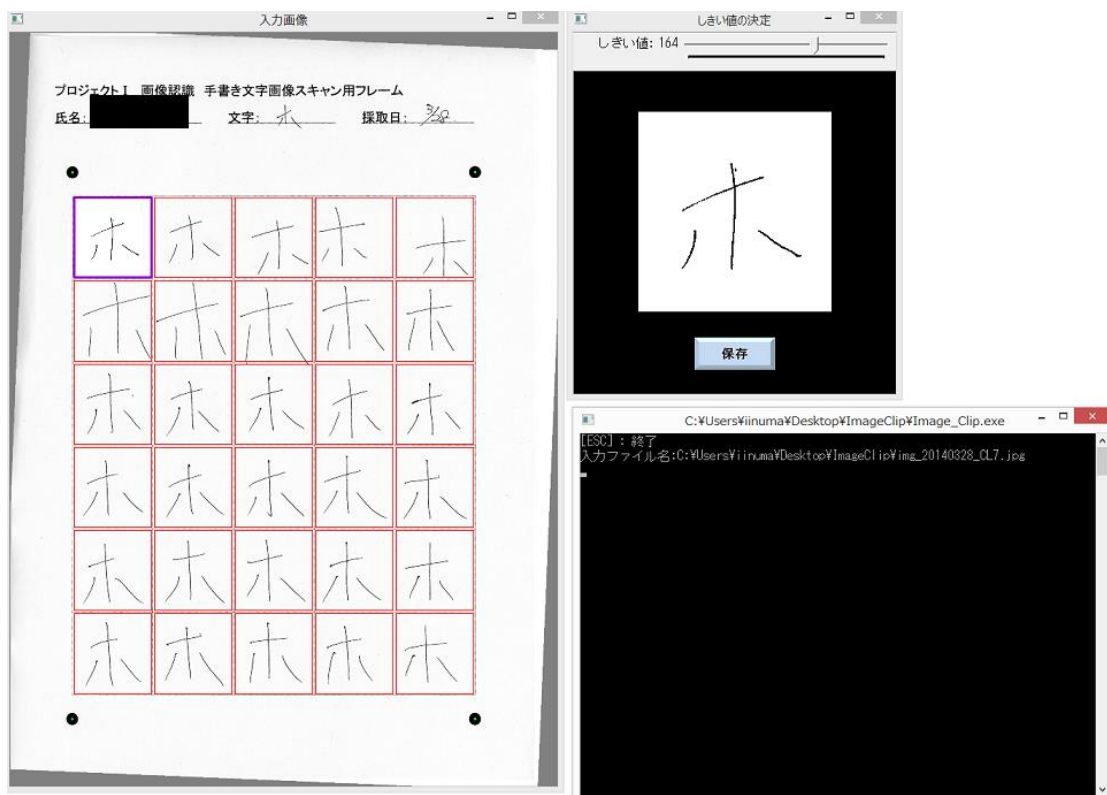 入力画像
プロジェクトⅠ 画像認識 手書き文字画像スキャン用フレーム
氏名: 文字: ホ 採取日: 3/28
ホ ホ ホ ホ ホ
ホ ホ ホ ホ ホ
ホ ホ ホ ホ ホ
ホ ホ ホ ホ ホ
ホ ホ ホ ホ ホ
ホ ホ ホ ホ ホ
しきい値の決定
しきい値: 164
ホ
保存
C:¥Users¥iinuma¥Desktop¥ImageClip¥Image_Clip.exe
[ESC] : 終了
入力ファイル名:C:¥Users¥iinuma¥Desktop¥ImageClip¥img_20140328_CL7.jpg